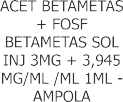 ACET BETAMETAS
+ FOSF
BETAMETAS SOL
INJ 3MG + 3,945
MG/ML /ML 1ML -
AMPOLA